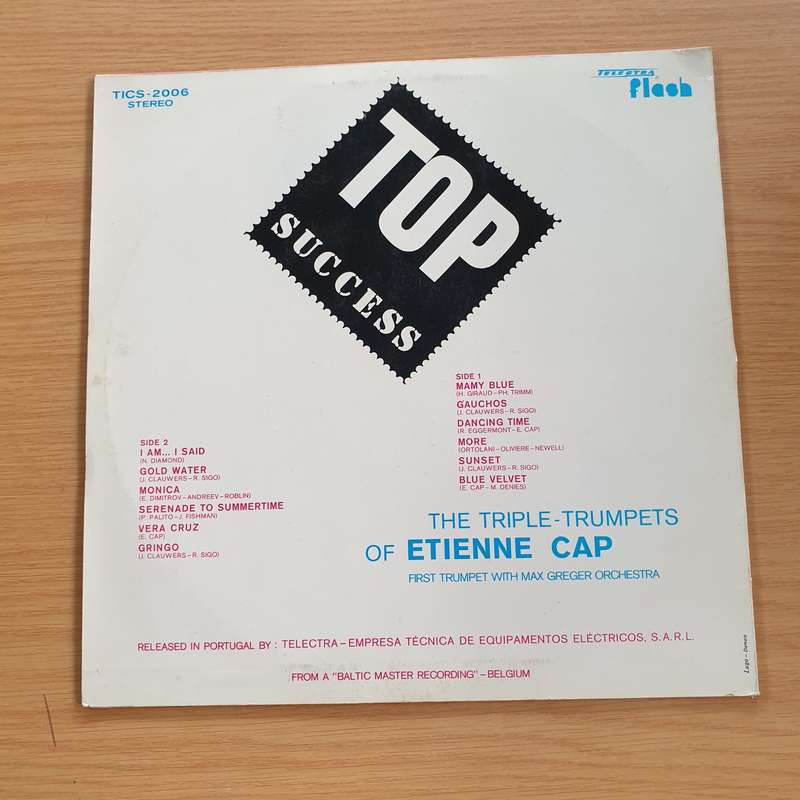 TICS-2006
STEREO
TELECTRA
flash
TOP
SUCCESS
SIDE 1
MAMY BLUE
(H. GIRAUD-PH. TRIMM)
GAUCHOS
(J. CLAUWERS-R. SIGO)
DANCING TIME
(R. EGGERMONT-E. CAP)
MORE
(ORTOLANI-OLIVIERE-NEWELL)
SUNSET
(J. CLAUWERS-R. SIGO)
BLUE VELVET
(E. CAP-M. DENIES)
SIDE 2
I AM... I SAID
(N. DIAMOND)
GOLD WATER
(J. CLAUWERS-R. SIGO)
MONICA
(E. DIMITROV-ANDREEV-ROBLIN)
SERENADE TO SUMMERTIME
(P. PALITO-J. FISHMAN)
VERA CRUZ
(E. CAP)
GRINGO
(J. CLAUWERS-R. SIGO)
THE TRIPLE-TRUMPETS
OF ETIENNE CAP
FIRST TRUMPET WITH MAX GREGER ORCHESTRA
RELEASED IN PORTUGAL BY: TELECTRA-EMPRESA TÉCNICA DE EQUIPAMENTOS ELÉCTRICOS, S.A.R.L.
FROM A "BALTIC MASTER RECORDING"-BELGIUM